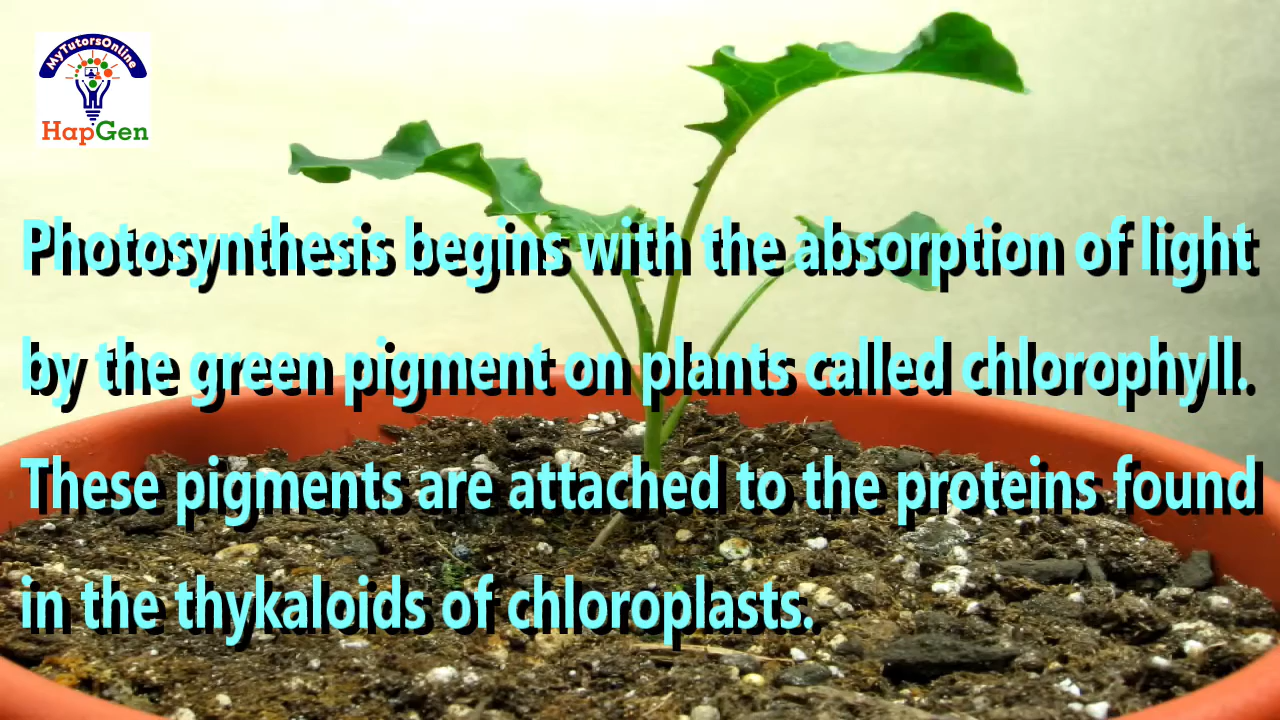 MyTutorsOnline
HapGen
Photosynthesis begins with the absorption of light
by the green pigment on plants called chlorophyll.
These pigments are attached to the proteins found
in the thykaloids of chloroplasts.